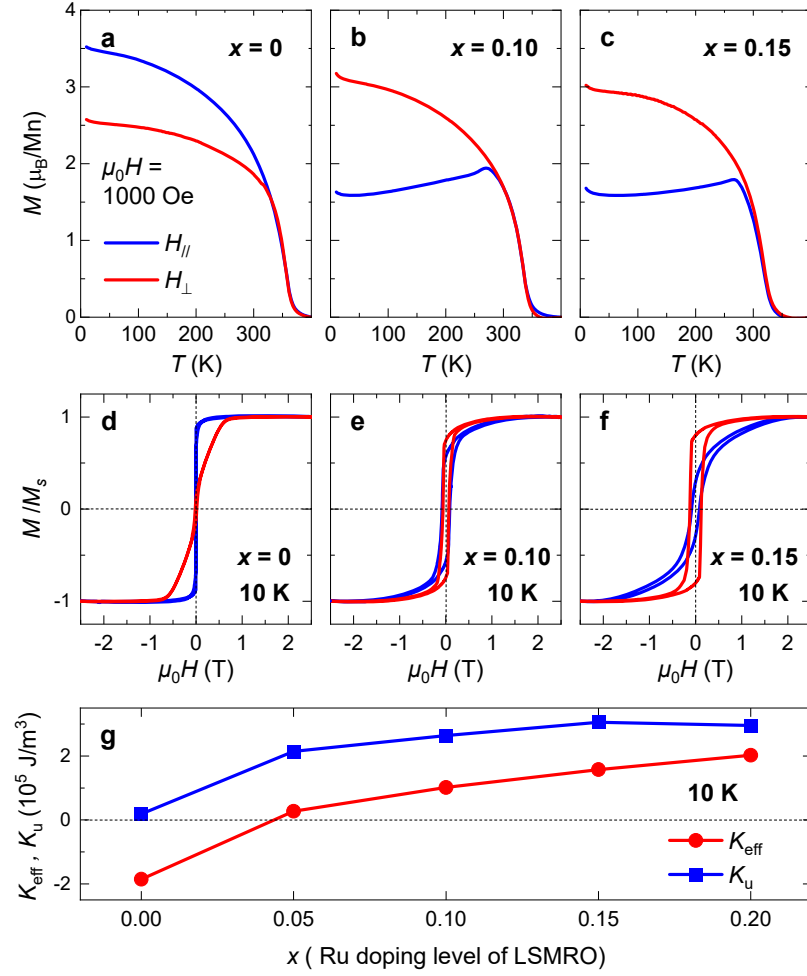 a
x = 0
b
x = 0.10
c
x = 0.15
μ₀H =
1000 Oe
H//
H⊥
M (μB/Mn)
4
3
2
1
0
0 100 200 300
0 100 200 300
0 100 200 300
T (K)
T (K)
T (K)
d
x = 0
10 K
e
x = 0.10
10 K
f
x = 0.15
10 K
M /Ms
1
0
-1
-2 -1 0 1 2
-2 -1 0 1 2
-2 -1 0 1 2
μ₀H (T)
μ₀H (T)
μ₀H (T)
g
10 K
Keff
Ku
Keff , Ku (10⁵ J/m³)
2
0
-2
0.00 0.05 0.10 0.15 0.20
x ( Ru doping level of LSMRO)